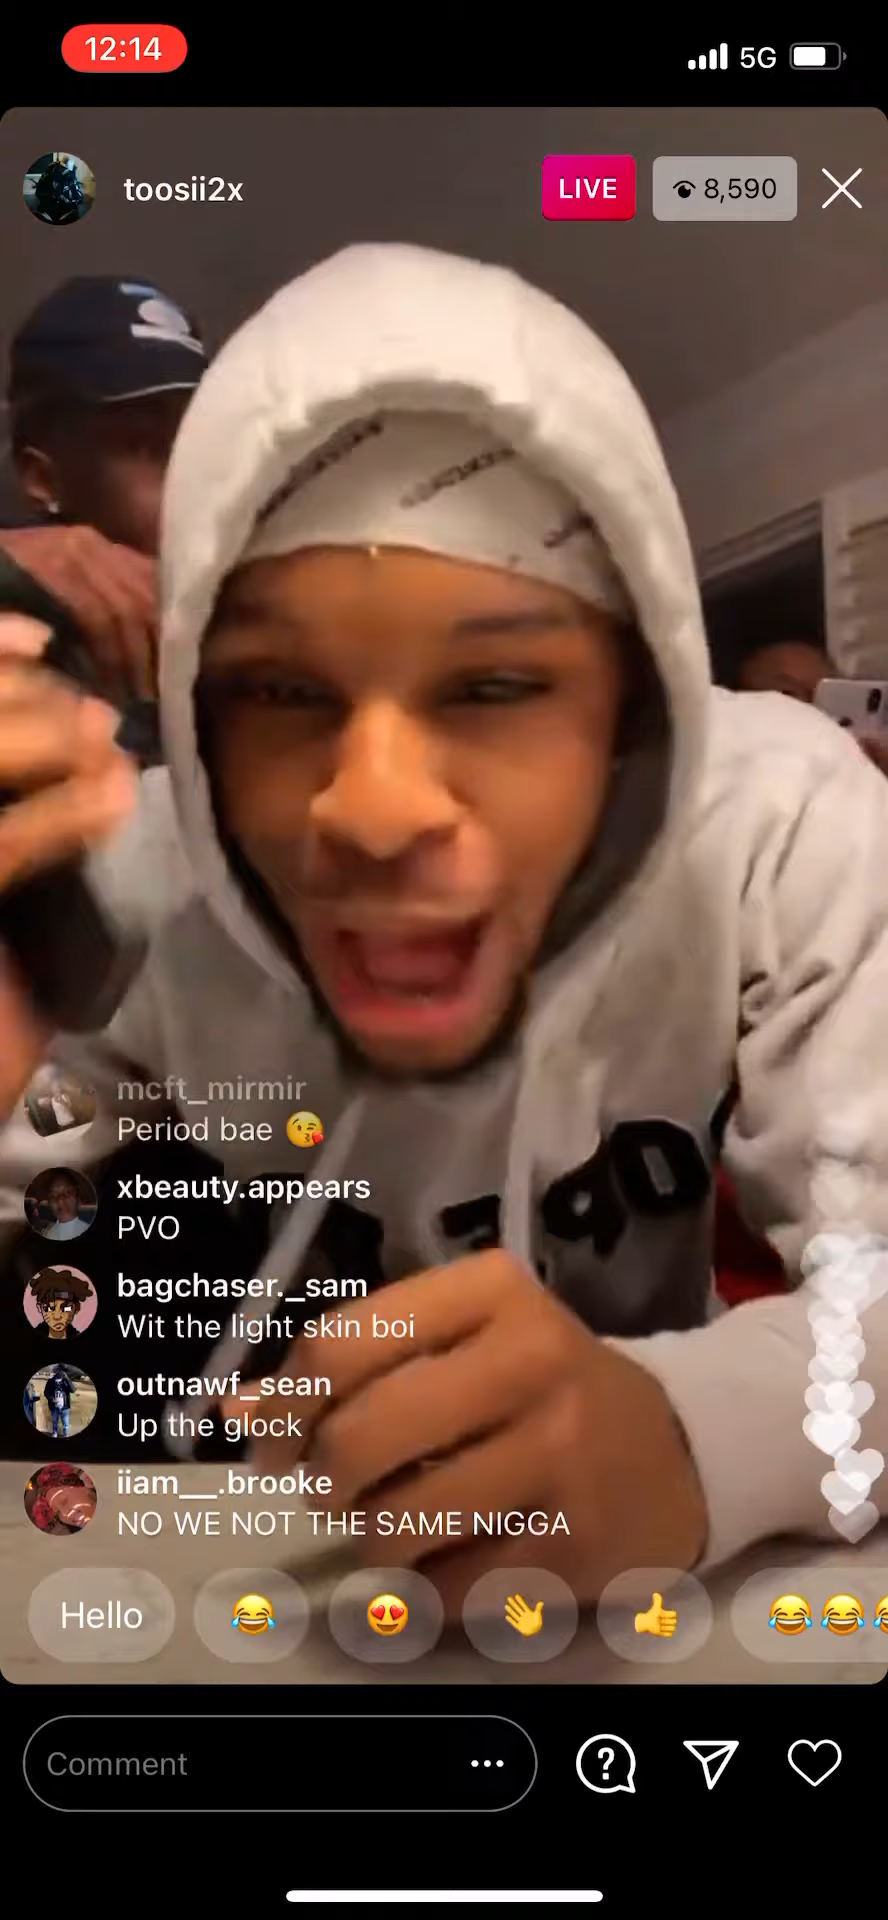 12:14
5G
toosii2x
LIVE
8,590
mcft_mirmir
Period bae 😘
xbeauty.appears
PVO
bagchaser._sam
Wit the light skin boi
outnawf_sean
Up the glock
iiam__.brooke
NO WE NOT THE SAME NIGGA
Hello
😂
😍
👋
👍
😂😂😂
Comment